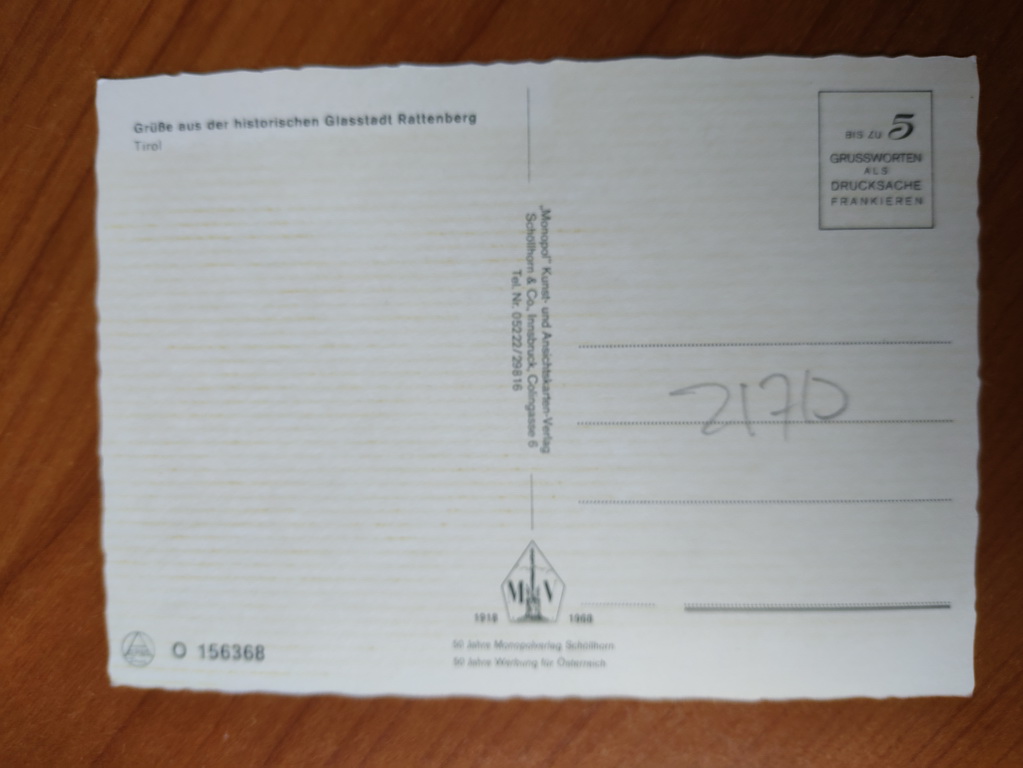 Grüße aus der historischen Glasstadt Rattenberg
Tirol
BIS ZU 5
GRUSSWORTEN
ALS
DRUCKSACHE
FRANKIEREN
„Monopol" Kunst- und Ansichtskarten-Verlag
Schöllhorn & Co., Innsbruck, Colingasse 6
Tel. Nr. 05222/29816
2170
M V
1918 1968
50 Jahre Monopolverlag Schöllhorn
50 Jahre Werbung für Österreich
O 156368